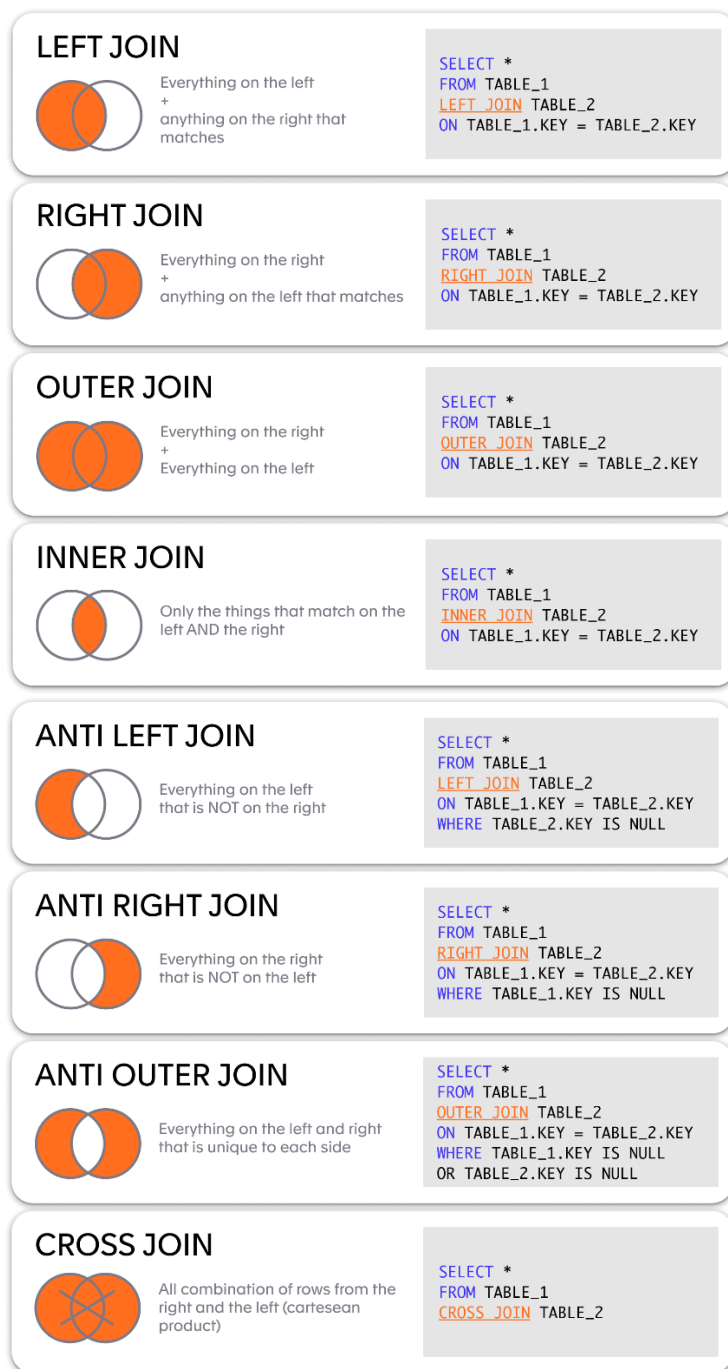 LEFT JOIN
Everything on the left
+
anything on the right that
matches
SELECT *
FROM TABLE_1
LEFT JOIN TABLE_2
ON TABLE_1.KEY = TABLE_2.KEY
RIGHT JOIN
Everything on the right
+
anything on the left that matches
SELECT *
FROM TABLE_1
RIGHT JOIN TABLE_2
ON TABLE_1.KEY = TABLE_2.KEY
OUTER JOIN
Everything on the right
+
Everything on the left
SELECT *
FROM TABLE_1
OUTER JOIN TABLE_2
ON TABLE_1.KEY = TABLE_2.KEY
INNER JOIN
Only the things that match on the
left AND the right
SELECT *
FROM TABLE_1
INNER JOIN TABLE_2
ON TABLE_1.KEY = TABLE_2.KEY
ANTI LEFT JOIN
Everything on the left
that is NOT on the right
SELECT *
FROM TABLE_1
LEFT JOIN TABLE_2
ON TABLE_1.KEY = TABLE_2.KEY
WHERE TABLE_2.KEY IS NULL
ANTI RIGHT JOIN
Everything on the right
that is NOT on the left
SELECT *
FROM TABLE_1
RIGHT JOIN TABLE_2
ON TABLE_1.KEY = TABLE_2.KEY
WHERE TABLE_1.KEY IS NULL
ANTI OUTER JOIN
Everything on the left and right
that is unique to each side
SELECT *
FROM TABLE_1
OUTER JOIN TABLE_2
ON TABLE_1.KEY = TABLE_2.KEY
WHERE TABLE_1.KEY IS NULL
OR TABLE_2.KEY IS NULL
CROSS JOIN
All combination of rows from the
right and the left (cartesean
product)
SELECT *
FROM TABLE_1
CROSS JOIN TABLE_2